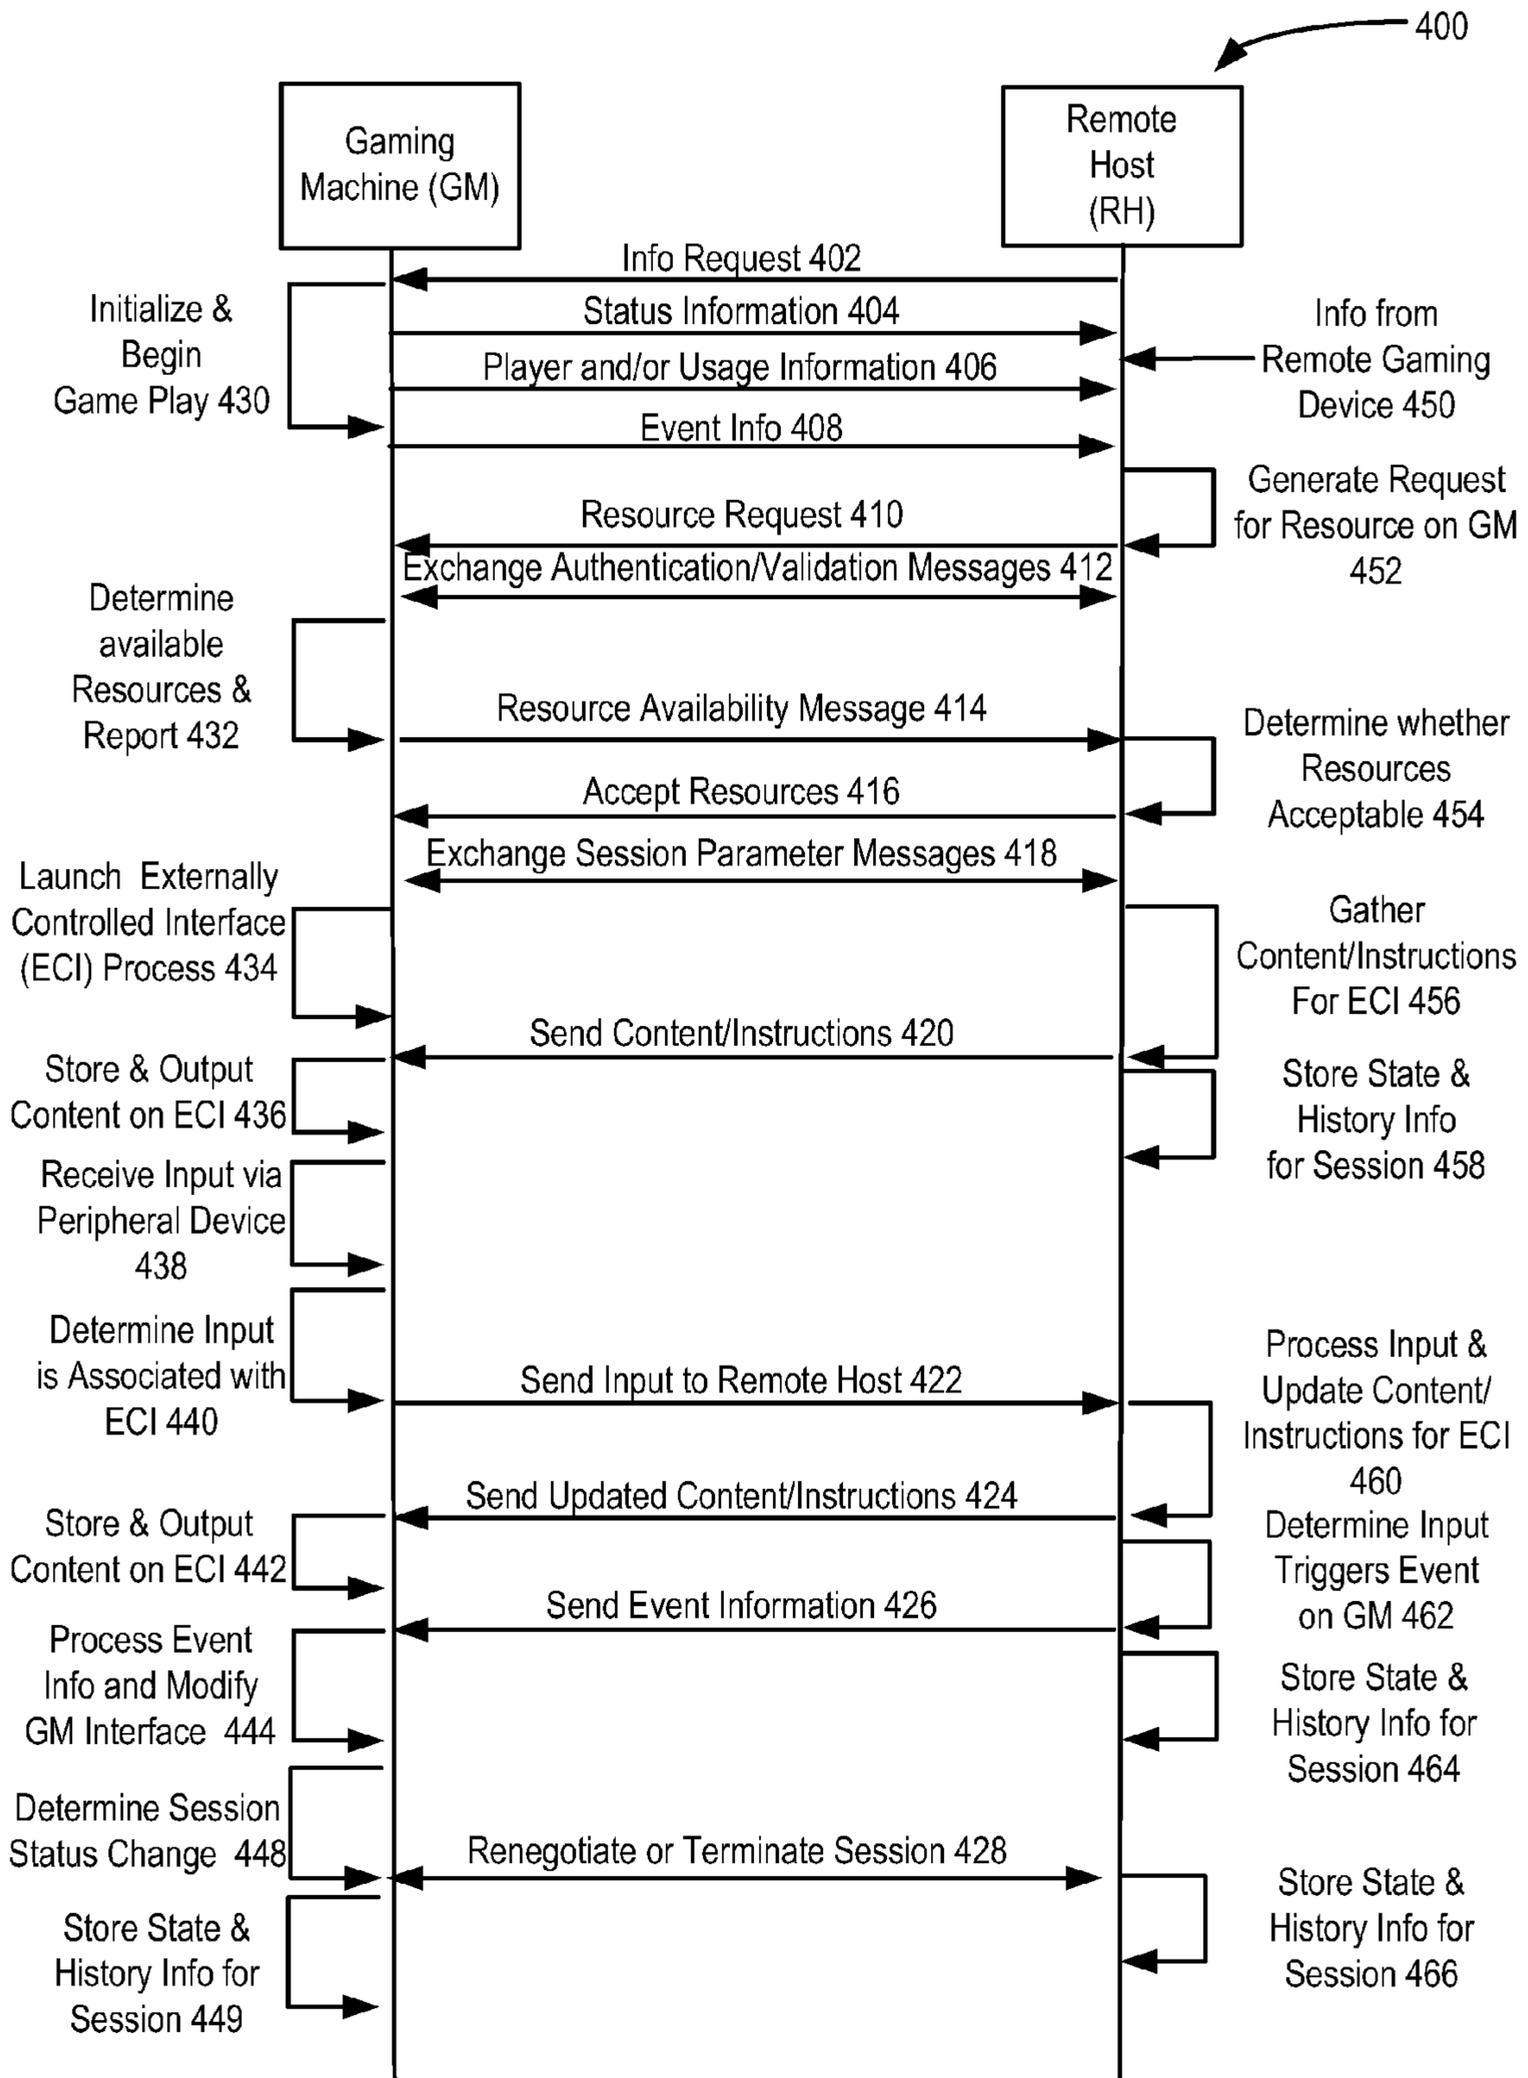 400
Gaming
Machine (GM)
Remote
Host
(RH)
Info Request 402
Initialize &
Begin
Game Play 430
Status Information 404
Info from
Remote Gaming
Device 450
Player and/or Usage Information 406
Event Info 408
Generate Request
for Resource on GM
452
Resource Request 410
Exchange Authentication/Validation Messages 412
Determine
available
Resources &
Report 432
Resource Availability Message 414
Determine whether
Resources
Acceptable 454
Accept Resources 416
Exchange Session Parameter Messages 418
Launch Externally
Controlled Interface
(ECI) Process 434
Gather
Content/Instructions
For ECI 456
Send Content/Instructions 420
Store & Output
Content on ECI 436
Store State &
History Info
for Session 458
Receive Input via
Peripheral Device
438
Determine Input
is Associated with
ECI 440
Send Input to Remote Host 422
Process Input &
Update Content/
Instructions for ECI
460
Send Updated Content/Instructions 424
Store & Output
Content on ECI 442
Determine Input
Triggers Event
on GM 462
Send Event Information 426
Process Event
Info and Modify
GM Interface 444
Store State &
History Info for
Session 464
Determine Session
Status Change 448
Renegotiate or Terminate Session 428
Store State &
History Info for
Session 466
Store State &
History Info for
Session 449